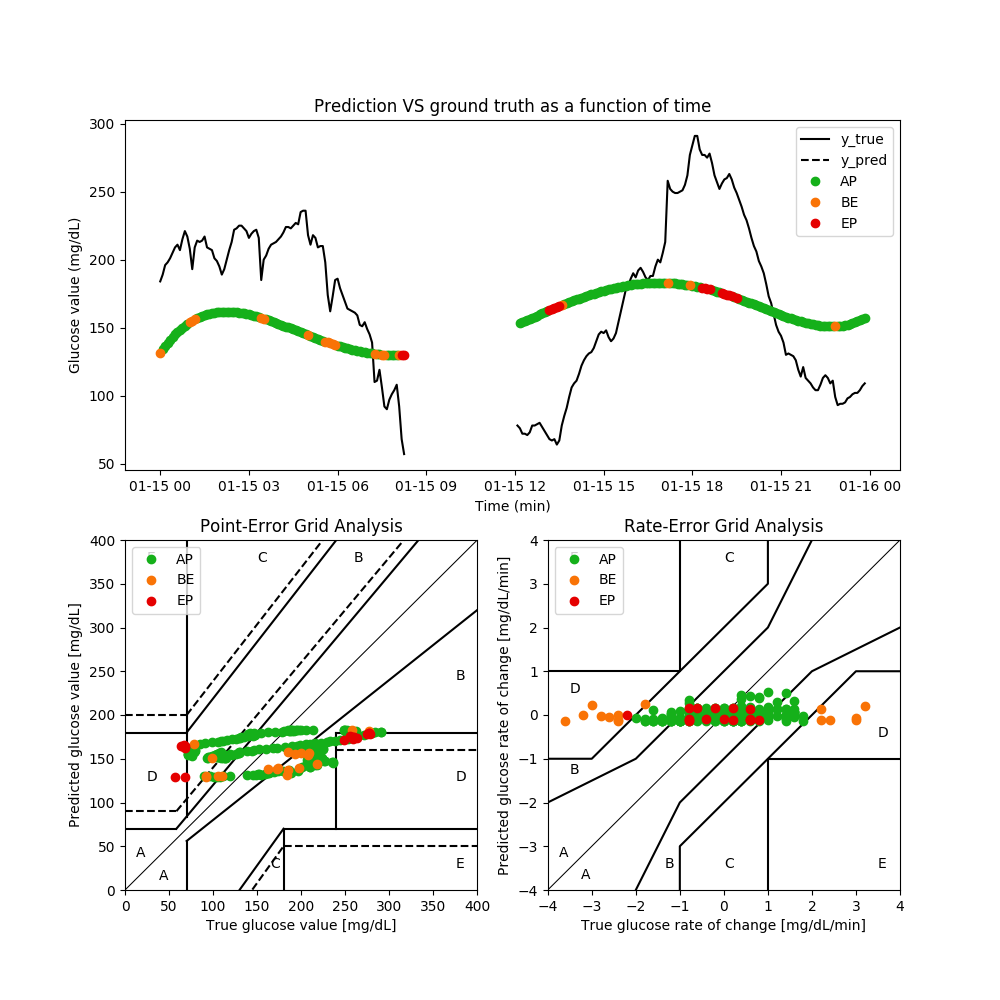 Prediction VS ground truth as a function of time
300
250
200
150
100
50
Glucose value (mg/dL)
y_true
y_pred
AP
BE
EP
01-15 00 01-15 03 01-15 06 01-15 09 01-15 12 01-15 15 01-15 18 01-15 21 01-16 00
Time (min)
Point-Error Grid Analysis
400
350
300
250
200
150
100
50
0
Predicted glucose value [mg/dL]
AP
BE
EP
C B
B
D D
A
A C E
0 50 100 150 200 250 300 350 400
True glucose value [mg/dL]
Rate-Error Grid Analysis
4
3
2
1
0
−1
−2
−3
−4
Predicted glucose rate of change [mg/dL/min]
AP
BE
EP
C
D
D
B
A
A B C E
−4 −3 −2 −1 0 1 2 3 4
True glucose rate of change [mg/dL/min]